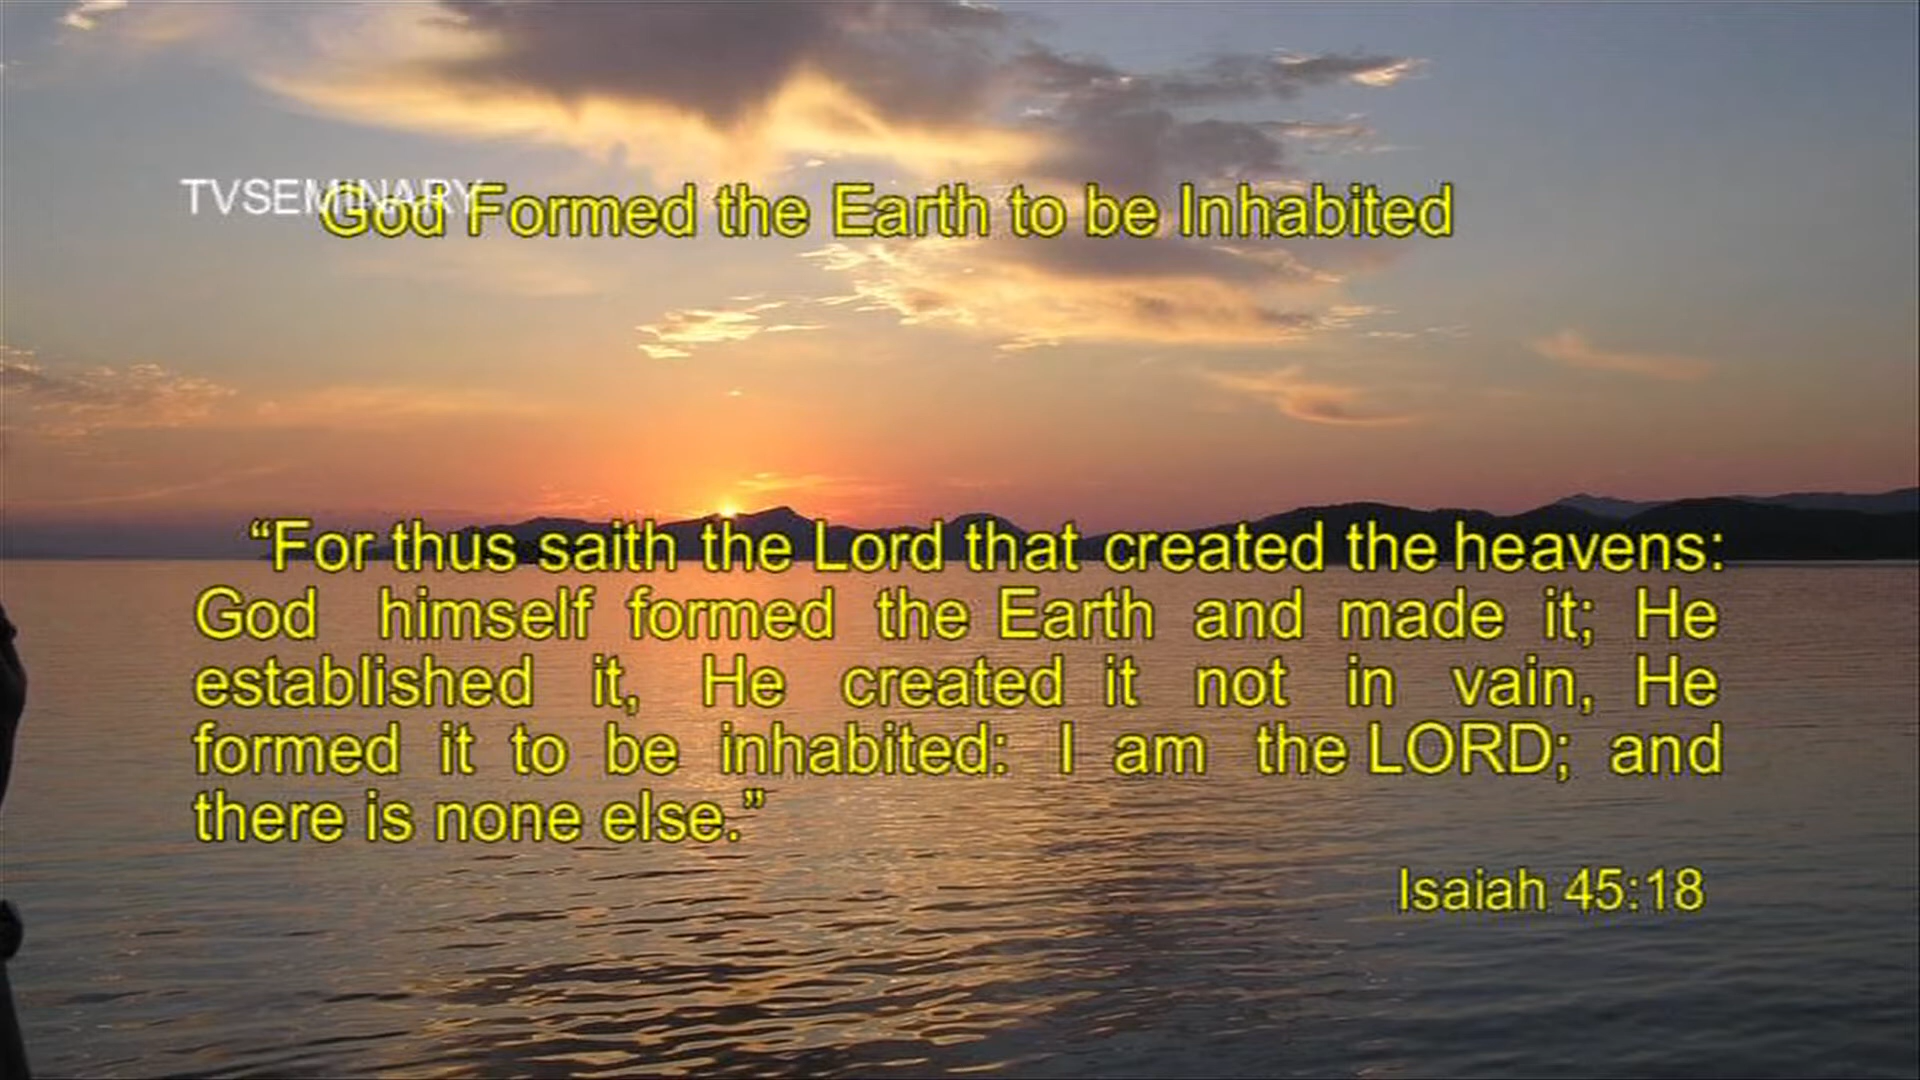 TVSEMINARY
God Formed the Earth to be Inhabited
“For thus saith the Lord that created the heavens:
God himself formed the Earth and made it; He
established it, He created it not in vain, He
formed it to be inhabited: I am the LORD; and
there is none else.”
Isaiah 45:18